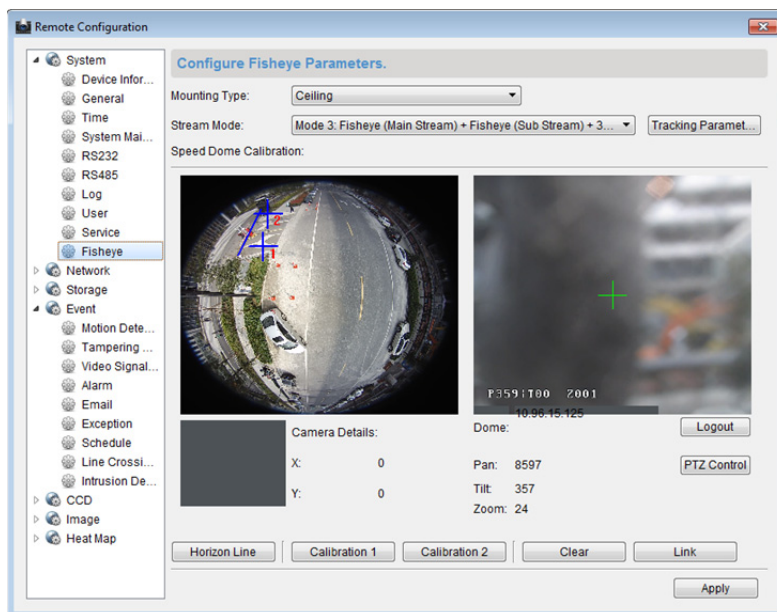 Remote Configuration
System
Device Infor...
General
Time
System Mai...
RS232
RS485
Log
User
Service
Fisheye
Network
Storage
Event
Motion Dete...
Tampering ...
Video Signal...
Alarm
Email
Exception
Schedule
Line Crossi...
Intrusion De...
CCD
Image
Heat Map
Configure Fisheye Parameters.
Mounting Type: Ceiling
Stream Mode: Mode 3: Fisheye (Main Stream) + Fisheye (Sub Stream) + 3... Tracking Paramet...
Speed Dome Calibration:
2
1
P359:T00 Z001
10.96.15.125
Camera Details:
X: 0
Y: 0
Dome: Logout
Pan: 8597 PTZ Control
Tilt: 357
Zoom: 24
Horizon Line Calibration 1 Calibration 2 Clear Link
Apply